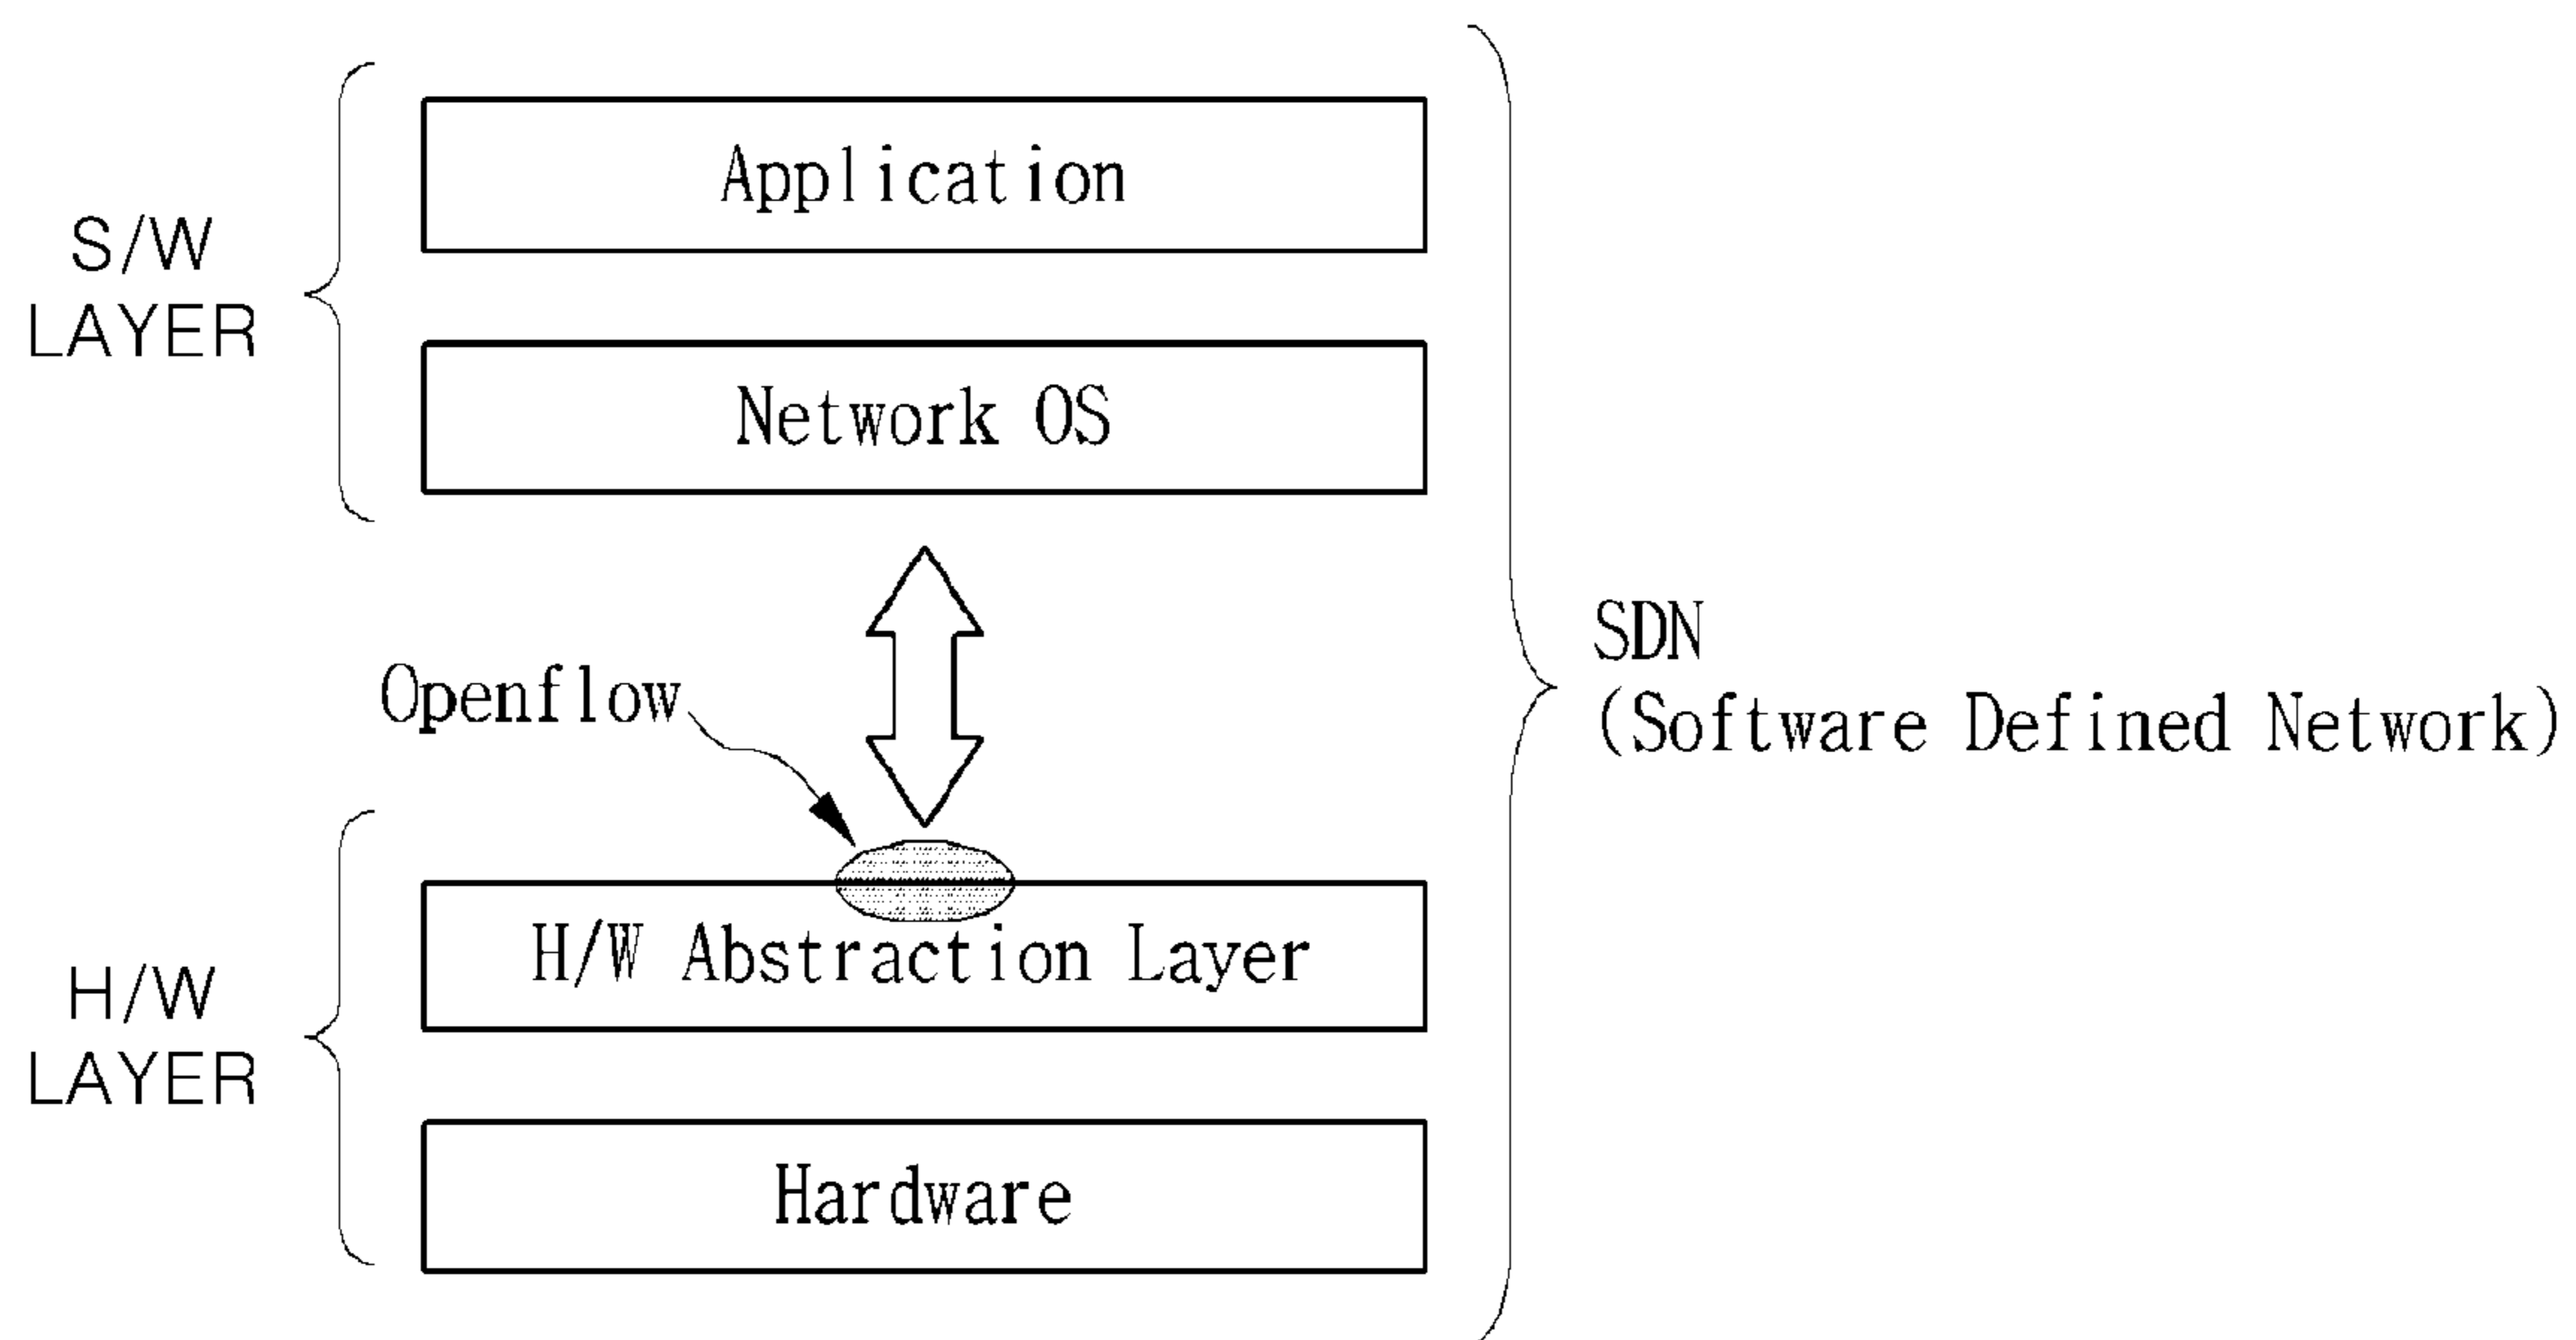 Application
S/W
LAYER
Network OS
Openflow
SDN
(Software Defined Network)
H/W Abstraction Layer
H/W
LAYER
Hardware